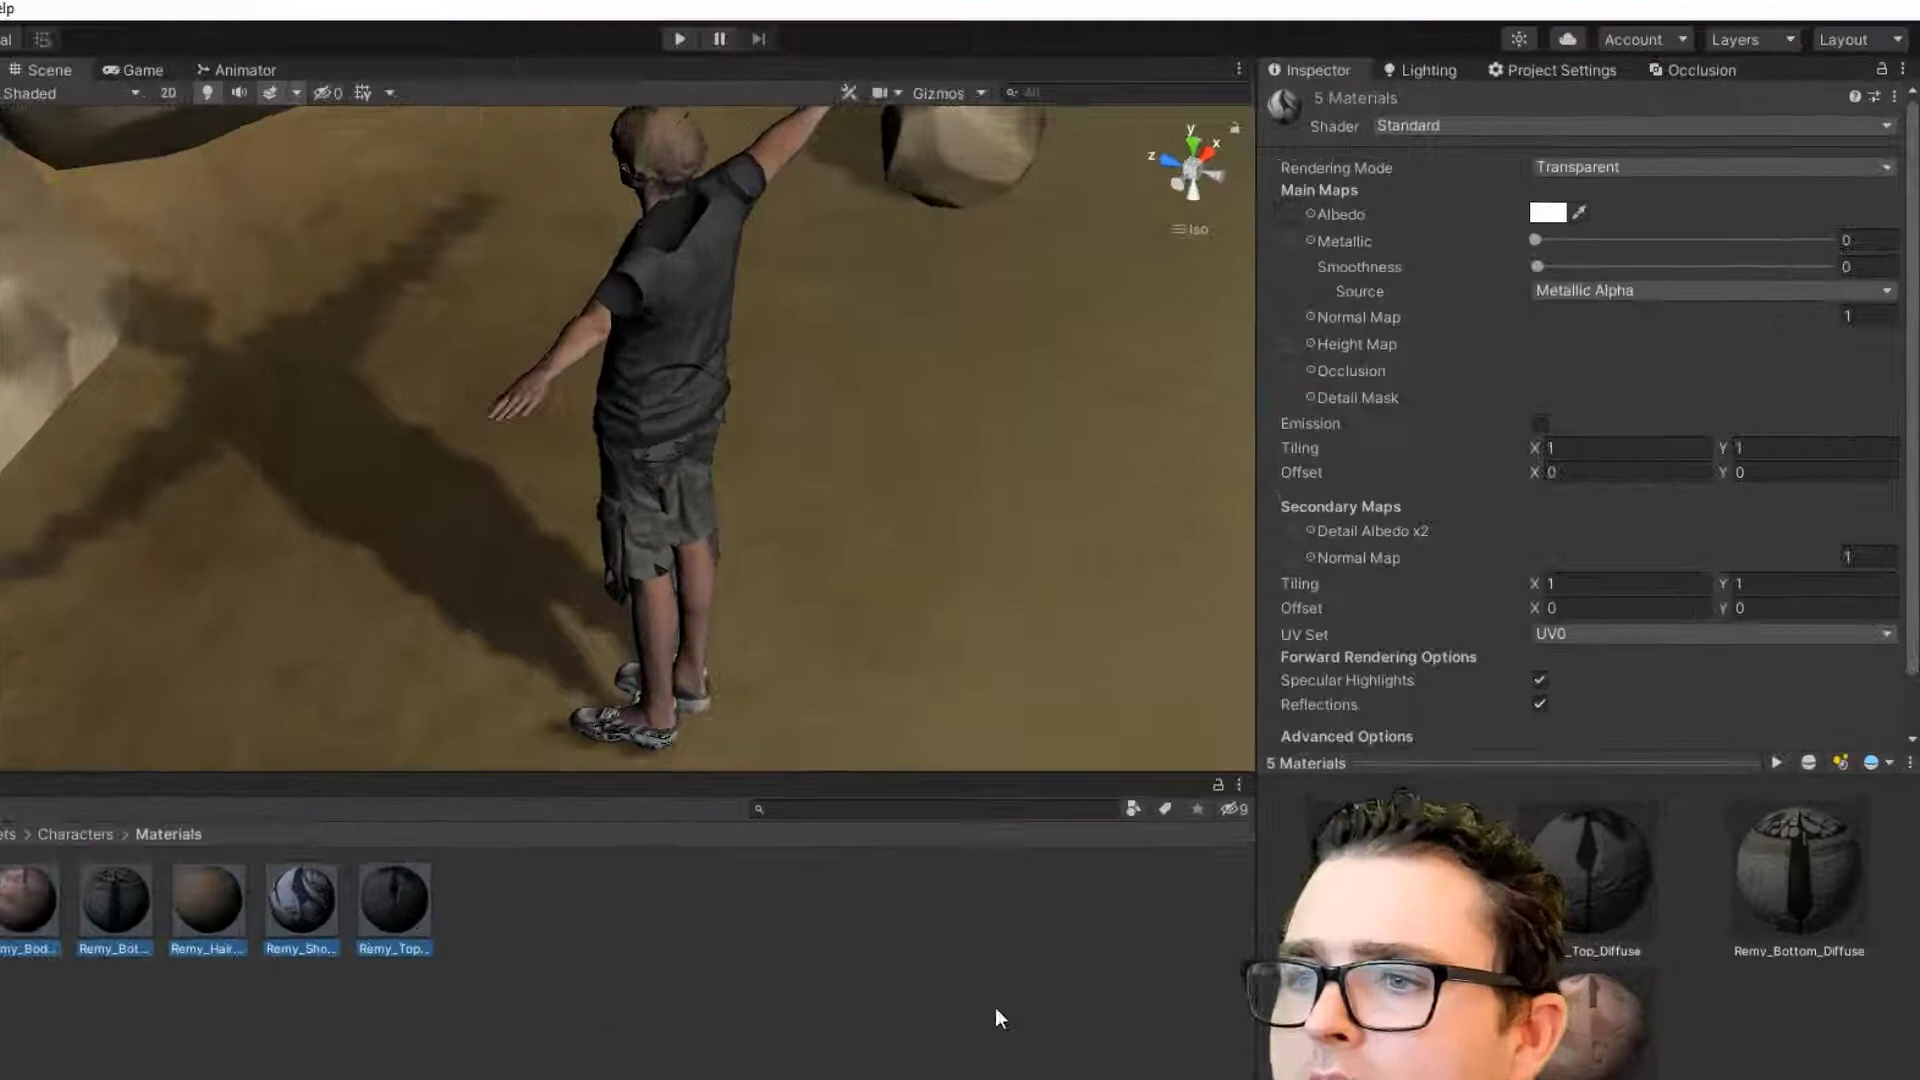 elp
al
Account
Layers
Layout
Scene
Game
Animator
Inspector
Lighting
Project Settings
Occlusion
Shaded
2D
0
Gizmos
All
5 Materials
Shader
Standard
y
x
z
Iso
Rendering Mode
Transparent
Main Maps
Albedo
Metallic
0
Smoothness
0
Source
Metallic Alpha
Normal Map
1
Height Map
Occlusion
Detail Mask
Emission
Tiling
X 1
Y 1
Offset
X 0
Y 0
Secondary Maps
Detail Albedo x2
Normal Map
1
Tiling
X 1
Y 1
Offset
X 0
Y 0
UV Set
UV0
Forward Rendering Options
Specular Highlights
Reflections
Advanced Options
5 Materials
9
ets > Characters > Materials
my_Bod...
Remy_Bot...
Remy_Hair...
Remy_Sho...
Remy_Top...
_Top_Diffuse
Remy_Bottom_Diffuse